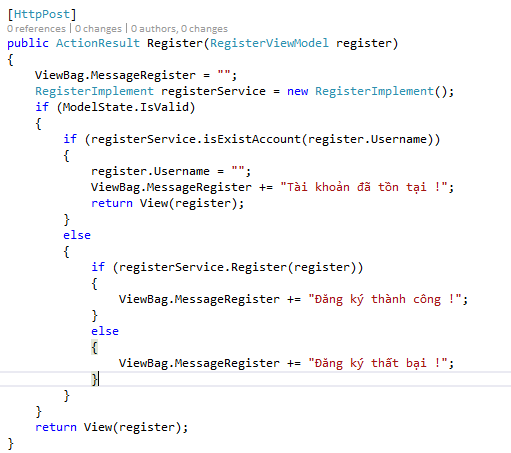 [HttpPost]
0 references | 0 changes | 0 authors, 0 changes
public ActionResult Register(RegisterViewModel register)
{
    ViewBag.MessageRegister = "";
    RegisterImplement registerService = new RegisterImplement();
    if (ModelState.IsValid)
    {
        if (registerService.isExistAccount(register.Username))
        {
            register.Username = "";
            ViewBag.MessageRegister += "Tài khoản đã tồn tại !";
            return View(register);
        }
        else
        {
            if (registerService.Register(register))
            {
                ViewBag.MessageRegister += "Đăng ký thành công !";
            }
            else
            {
                ViewBag.MessageRegister += "Đăng ký thất bại !";
            }
        }
    }
    return View(register);
}